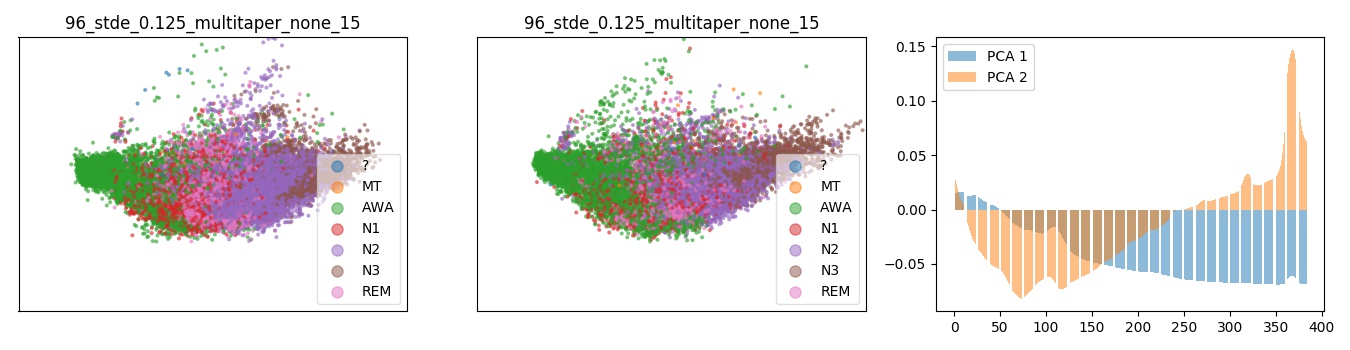 96_stde_0.125_multitaper_none_15
?
MT
AWA
N1
N2
N3
REM
96_stde_0.125_multitaper_none_15
?
MT
AWA
N1
N2
N3
REM
PCA 1
PCA 2
0.15
0.10
0.05
0.00
−0.05
0 50 100 150 200 250 300 350 400